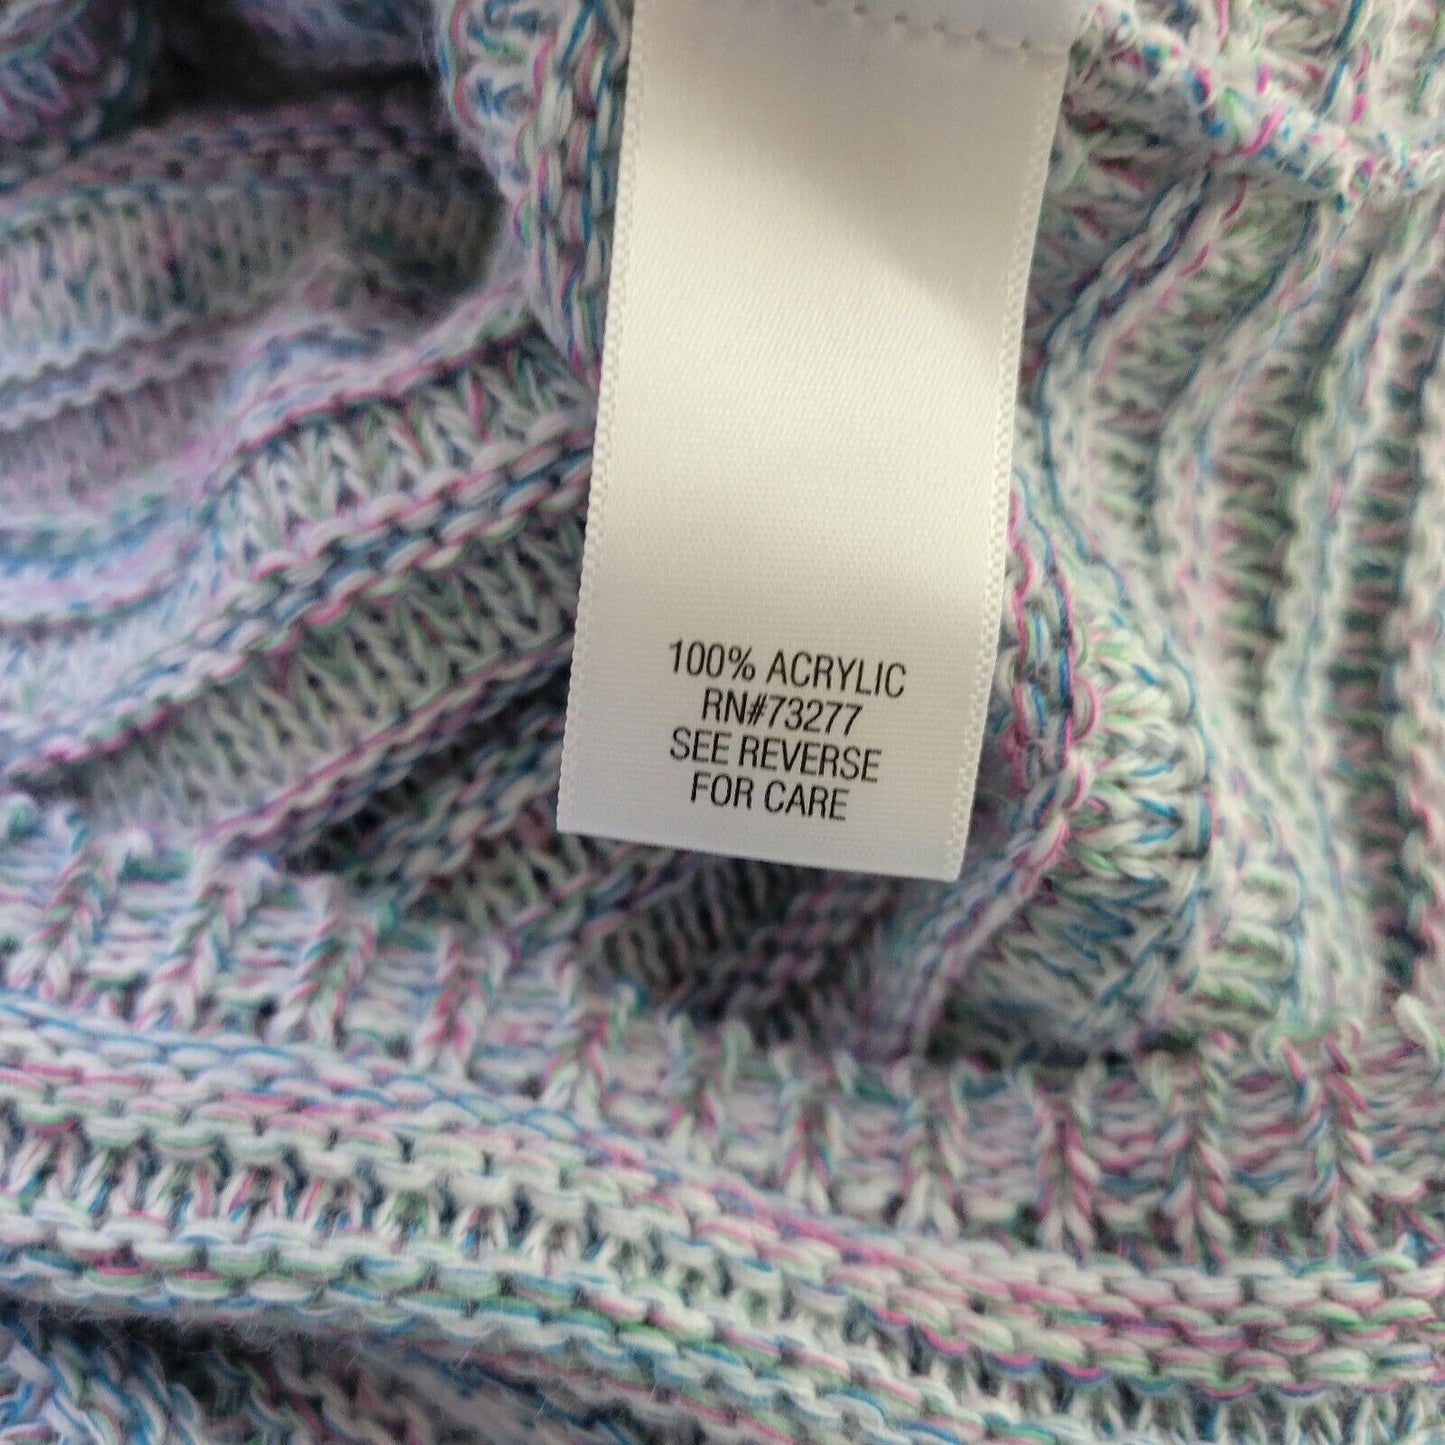 100% ACRYLIC
RN#73277
SEE REVERSE
FOR CARE